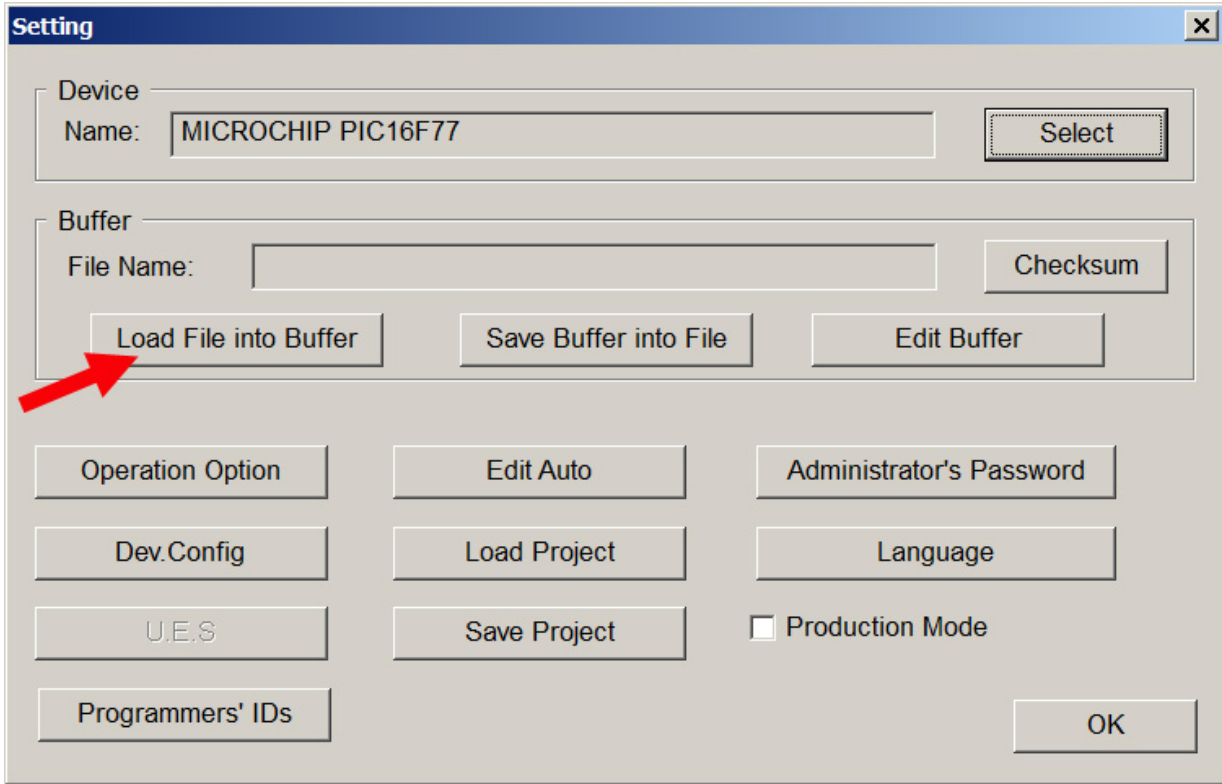 Setting
Device
Name: MICROCHIP PIC16F77 Select
Buffer
File Name: Checksum
Load File into Buffer Save Buffer into File Edit Buffer
Operation Option Edit Auto Administrator's Password
Dev.Config Load Project Language
U.E.S Save Project Production Mode
Programmers' IDs
OK